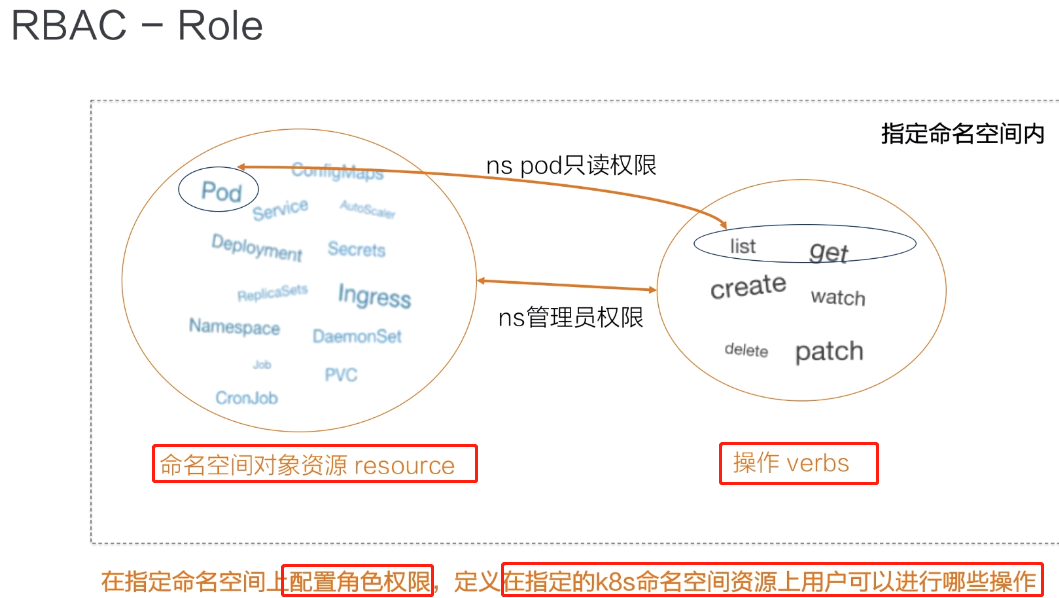 RBAC – Role
指定命名空间内
ns pod只读权限
ConfigMaps
Pod
Service
AutoScaler
Deployment
Secrets
ReplicaSets
Ingress
Namespace
DaemonSet
Job
PVC
CronJob
list
get
create
watch
delete
patch
ns管理员权限
命名空间对象资源 resource
操作 verbs
在指定命名空间上配置角色权限，定义在指定的k8s命名空间资源上用户可以进行哪些操作